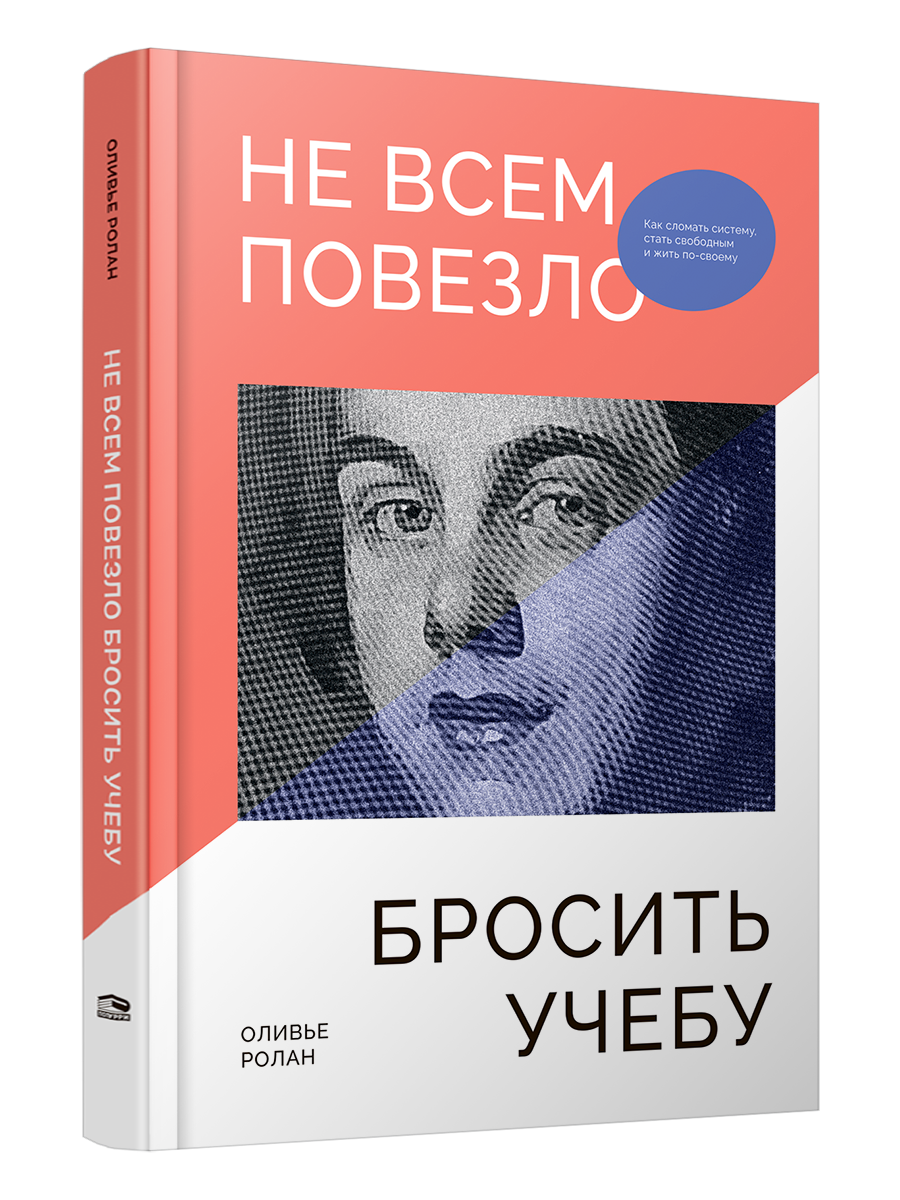 ОЛИВЬЕ РОЛАН
НЕ ВСЕМ ПОВЕЗЛО БРОСИТЬ УЧЕБУ
НЕ ВСЕМ
ПОВЕЗЛО
Как сломать систему,
стать свободным
и жить по-своему
БРОСИТЬ
УЧЕБУ
ОЛИВЬЕ
РОЛАН